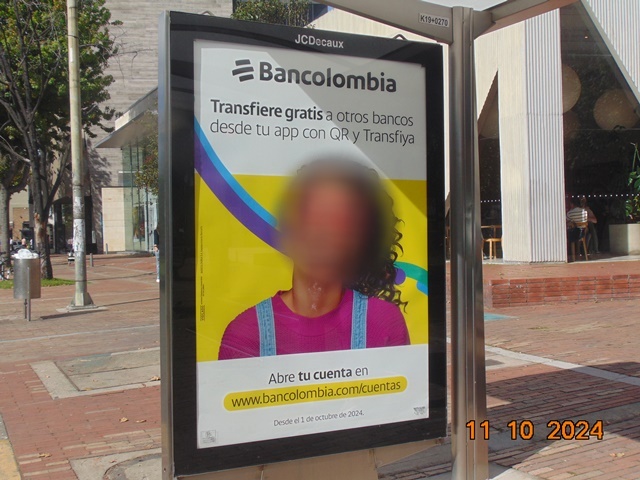 K19+0270
JCDecaux
Bancolombia
Transfiere gratis a otros bancos
desde tu app con QR y Transfiya
Abre tu cuenta en
www.bancolombia.com/cuentas
Desde el 1 de octubre de 2024.
11 10 2024